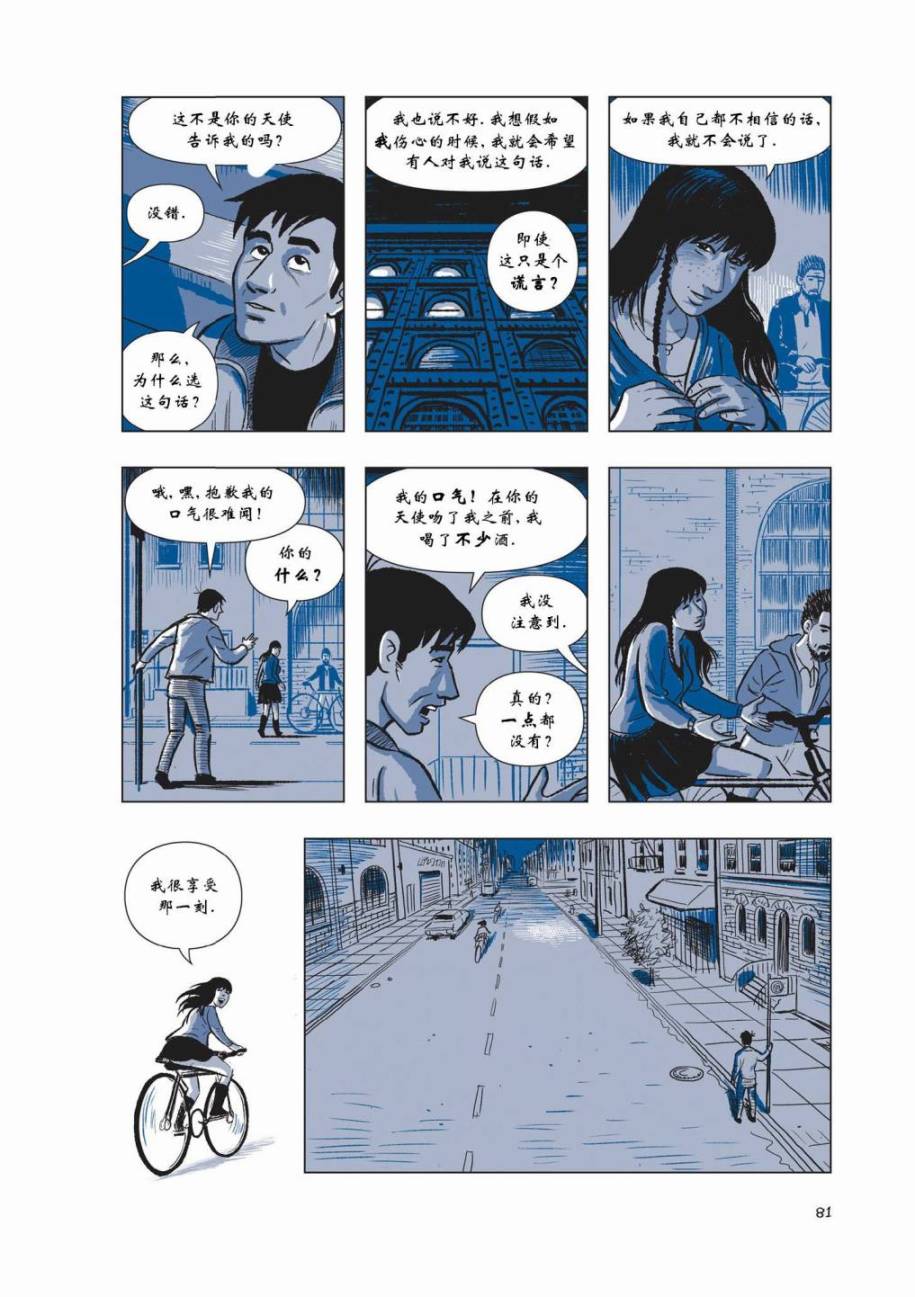 这不是你的天使
告诉我的吗？
没错.
那么,
为什么选
这句话？
我也说不好. 我想假如
我伤心的时候, 我就会希望
有人对我说这句话.
即使
这只是个
谎言？
如果我自己都不相信的话,
我就不会说了.
哦, 嘿, 抱歉我的
口气很难闻！
你的
什么？
我的口气！在你的
天使吻了我之前, 我
喝了不少酒.
我没
注意到.
真的？
一点都
没有？
我很享受
那一刻.
81